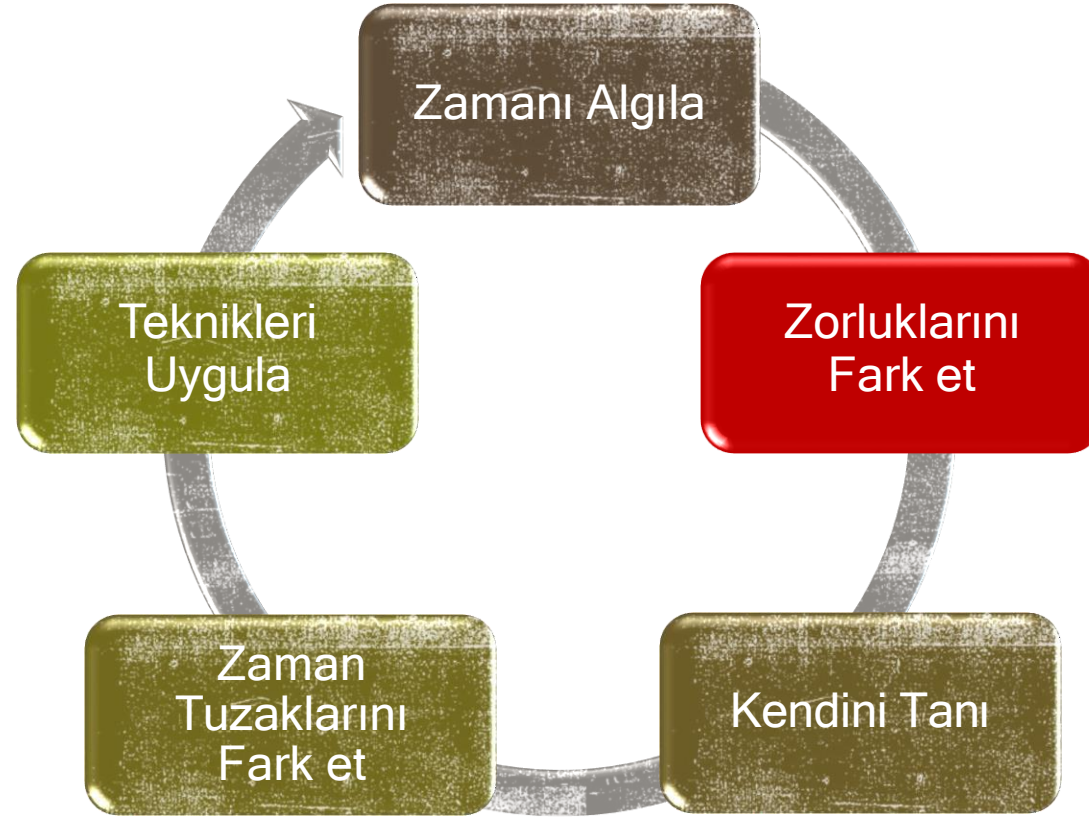 Zamanı Algıla
Zorluklarını
Fark et
Kendini Tanı
Zaman
Tuzaklarını
Fark et
Teknikleri
Uygula